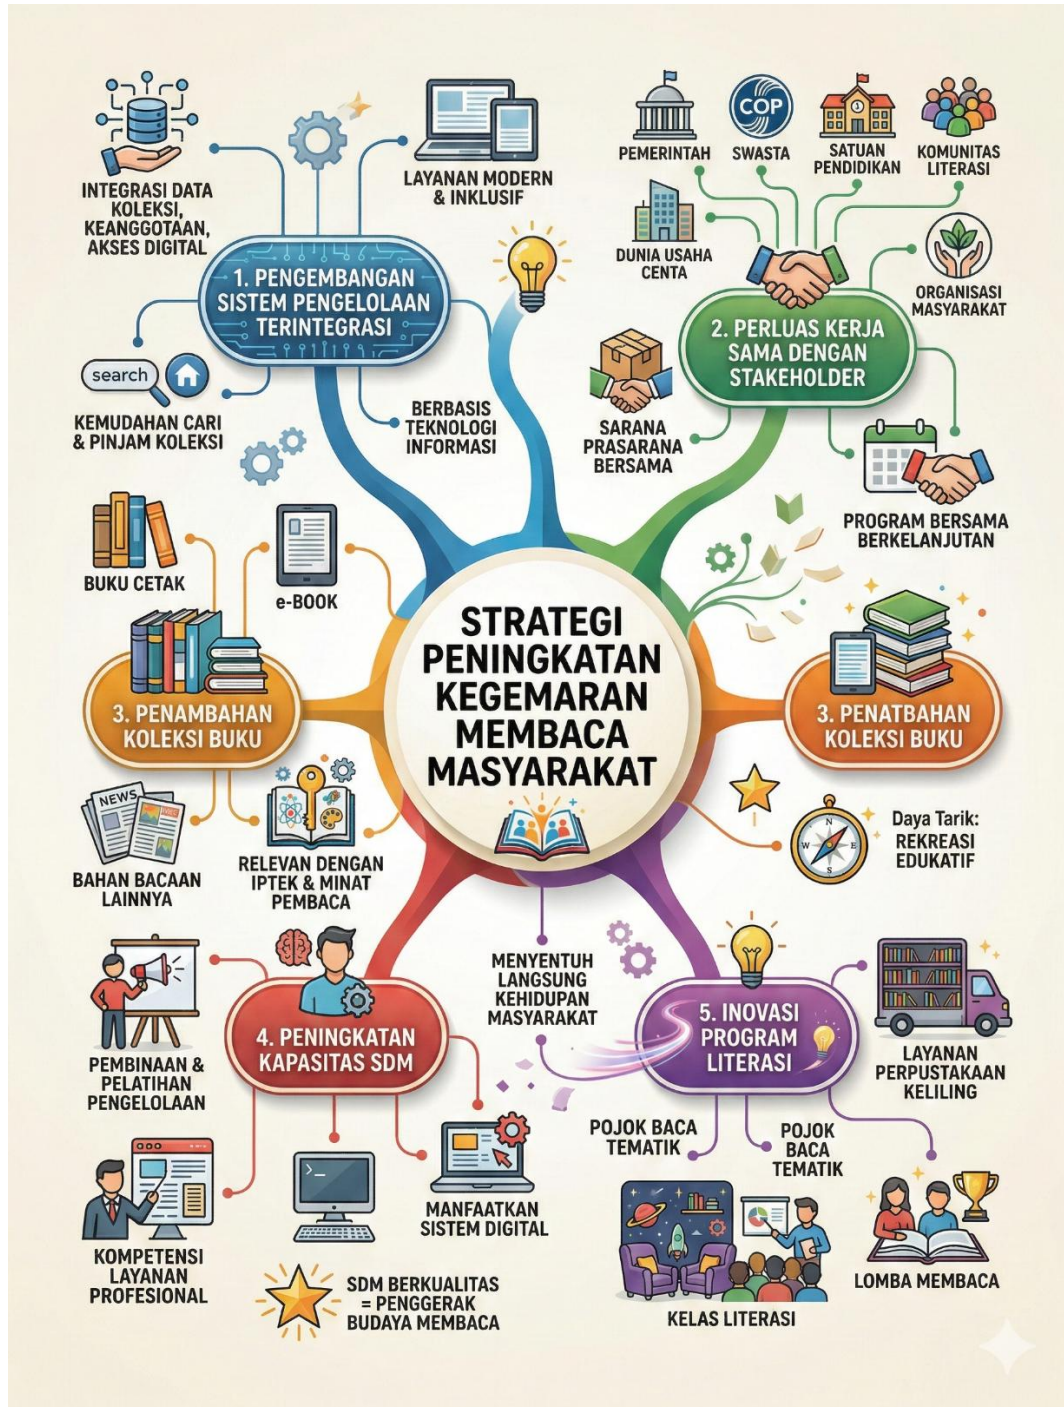 INTEGRASI DATA
KOLEKSI,
KEANGGOTAAN,
AKSES DIGITAL
LAYANAN MODERN
& INKLUSIF
1. PENGEMBANGAN
SISTEM PENGELOLAAN
TERINTEGRASI
search
KEMUDAHAN CARI
& PINJAM KOLEKSI
BERBASIS
TEKNOLOGI
INFORMASI
PEMERINTAH
COP
SWASTA
SATUAN
PENDIDIKAN
KOMUNITAS
LITERASI
DUNIA USAHA
CENTA
ORGANISASI
MASYARAKAT
2. PERLUAS KERJA
SAMA DENGAN
STAKEHOLDER
SARANA
PRASARANA
BERSAMA
PROGRAM BERSAMA
BERKELANJUTAN
BUKU CETAK
e-BOOK
3. PENAMBAHAN
KOLEKSI BUKU
NEWS
BAHAN BACAAN
LAINNYA
RELEVAN DENGAN
IPTEK & MINAT
PEMBACA
STRATEGI
PENINGKATAN
KEGEMARAN
MEMBACA
MASYARAKAT
3. PENATBAHAN
KOLEKSI BUKU
N
W E
S
Daya Tarik:
REKREASI
EDUKATIF
4. PENINGKATAN
KAPASITAS SDM
PEMBINAAN &
PELATIHAN
PENGELOLAAN
KOMPETENSI
LAYANAN
PROFESIONAL
>_
MANFAATKAN
SISTEM DIGITAL
SDM BERKUALITAS
= PENGGERAK
BUDAYA MEMBACA
MENYENTUH
LANGSUNG
KEHIDUPAN
MASYARAKAT
5. INOVASI
PROGRAM
LITERASI
LAYANAN
PERPUSTAKAAN
KELILING
POJOK BACA
TEMATIK
POJOK
BACA
TEMATIK
KELAS LITERASI
LOMBA MEMBACA